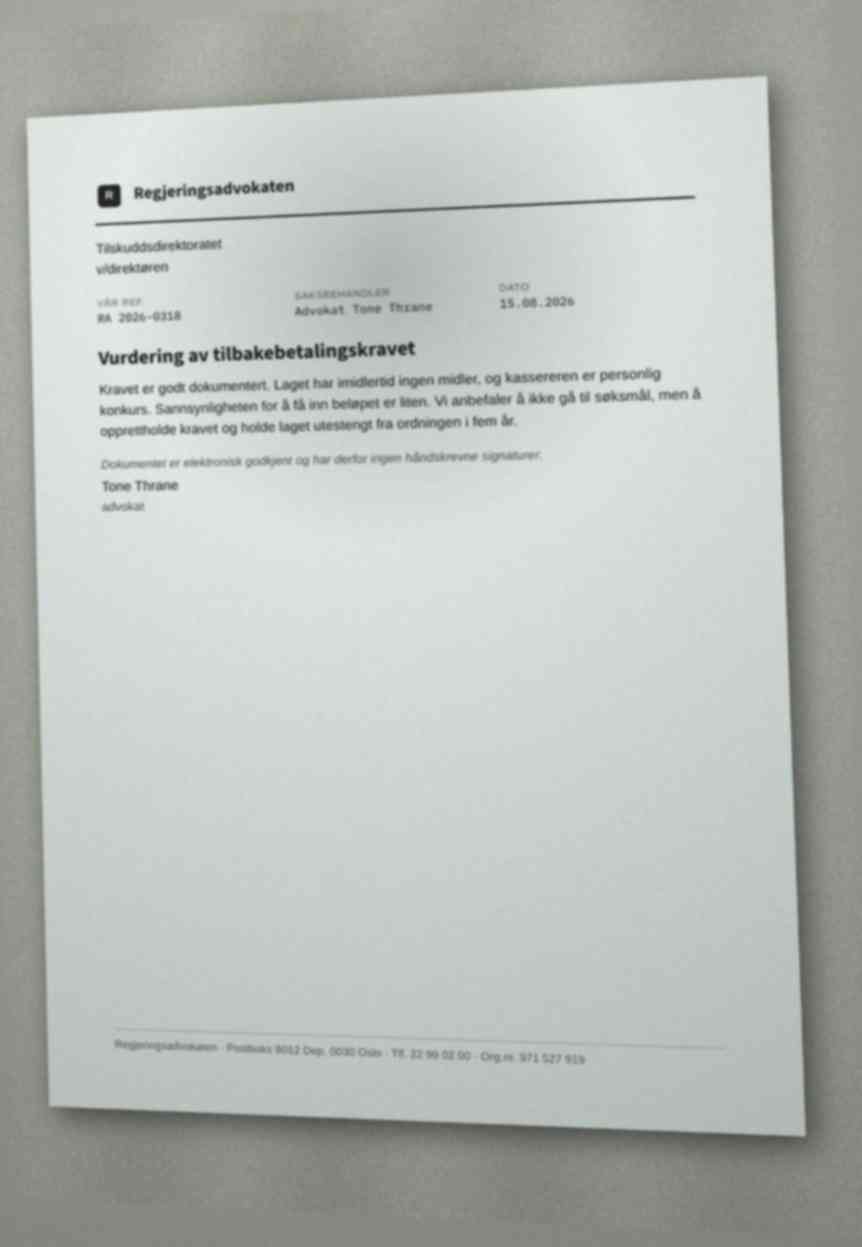 R Regjeringsadvokaten
Tilskuddsdirektoratet
v/direktøren
VÅR REF. SAKSBEHANDLER DATO
RA 2026-0318 Advokat Tone Thrane 15.08.2026
Vurdering av tilbakebetalingskravet
Kravet er godt dokumentert. Laget har imidlertid ingen midler, og kassereren er personlig
konkurs. Sannsynligheten for å få inn beløpet er liten. Vi anbefaler å ikke gå til søksmål, men å
opprettholde kravet og holde laget utestengt fra ordningen i fem år.
Dokumentet er elektronisk godkjent og har derfor ingen håndskrevne signaturer.
Tone Thrane
advokat
Regjeringsadvokaten · Postboks 8012 Dep, 0030 Oslo · Tlf. 22 99 02 00 · Org.nr. 971 527 919